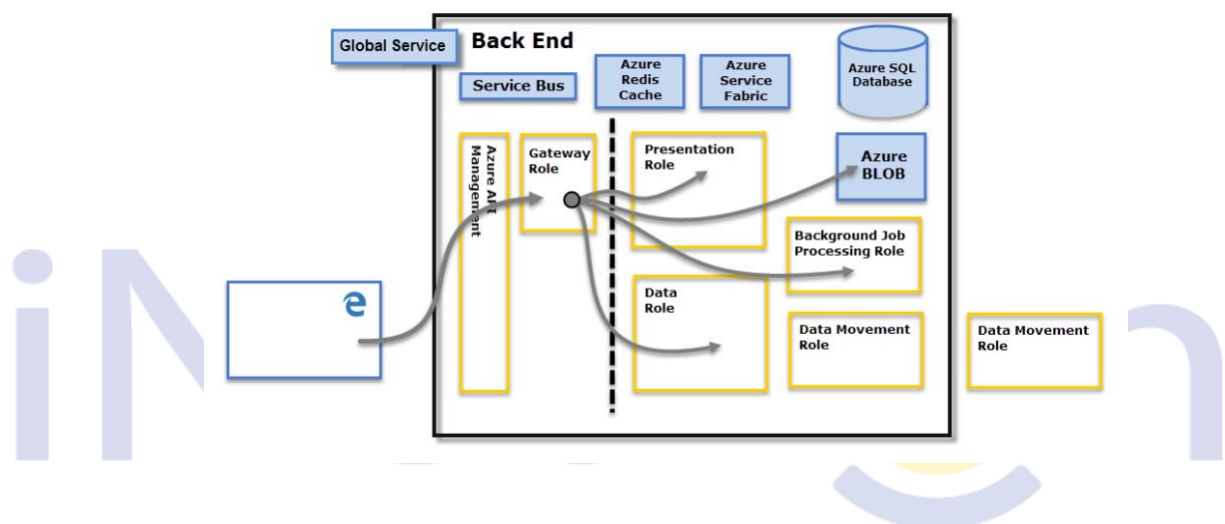 Global Service
Back End
Service Bus
Azure
Redis
Cache
Azure
Service
Fabric
Azure SQL
Database
Azure API
Management
Gateway
Role
Presentation
Role
Azure
BLOB
Background Job
Processing Role
Data
Role
Data Movement
Role
Data Movement
Role